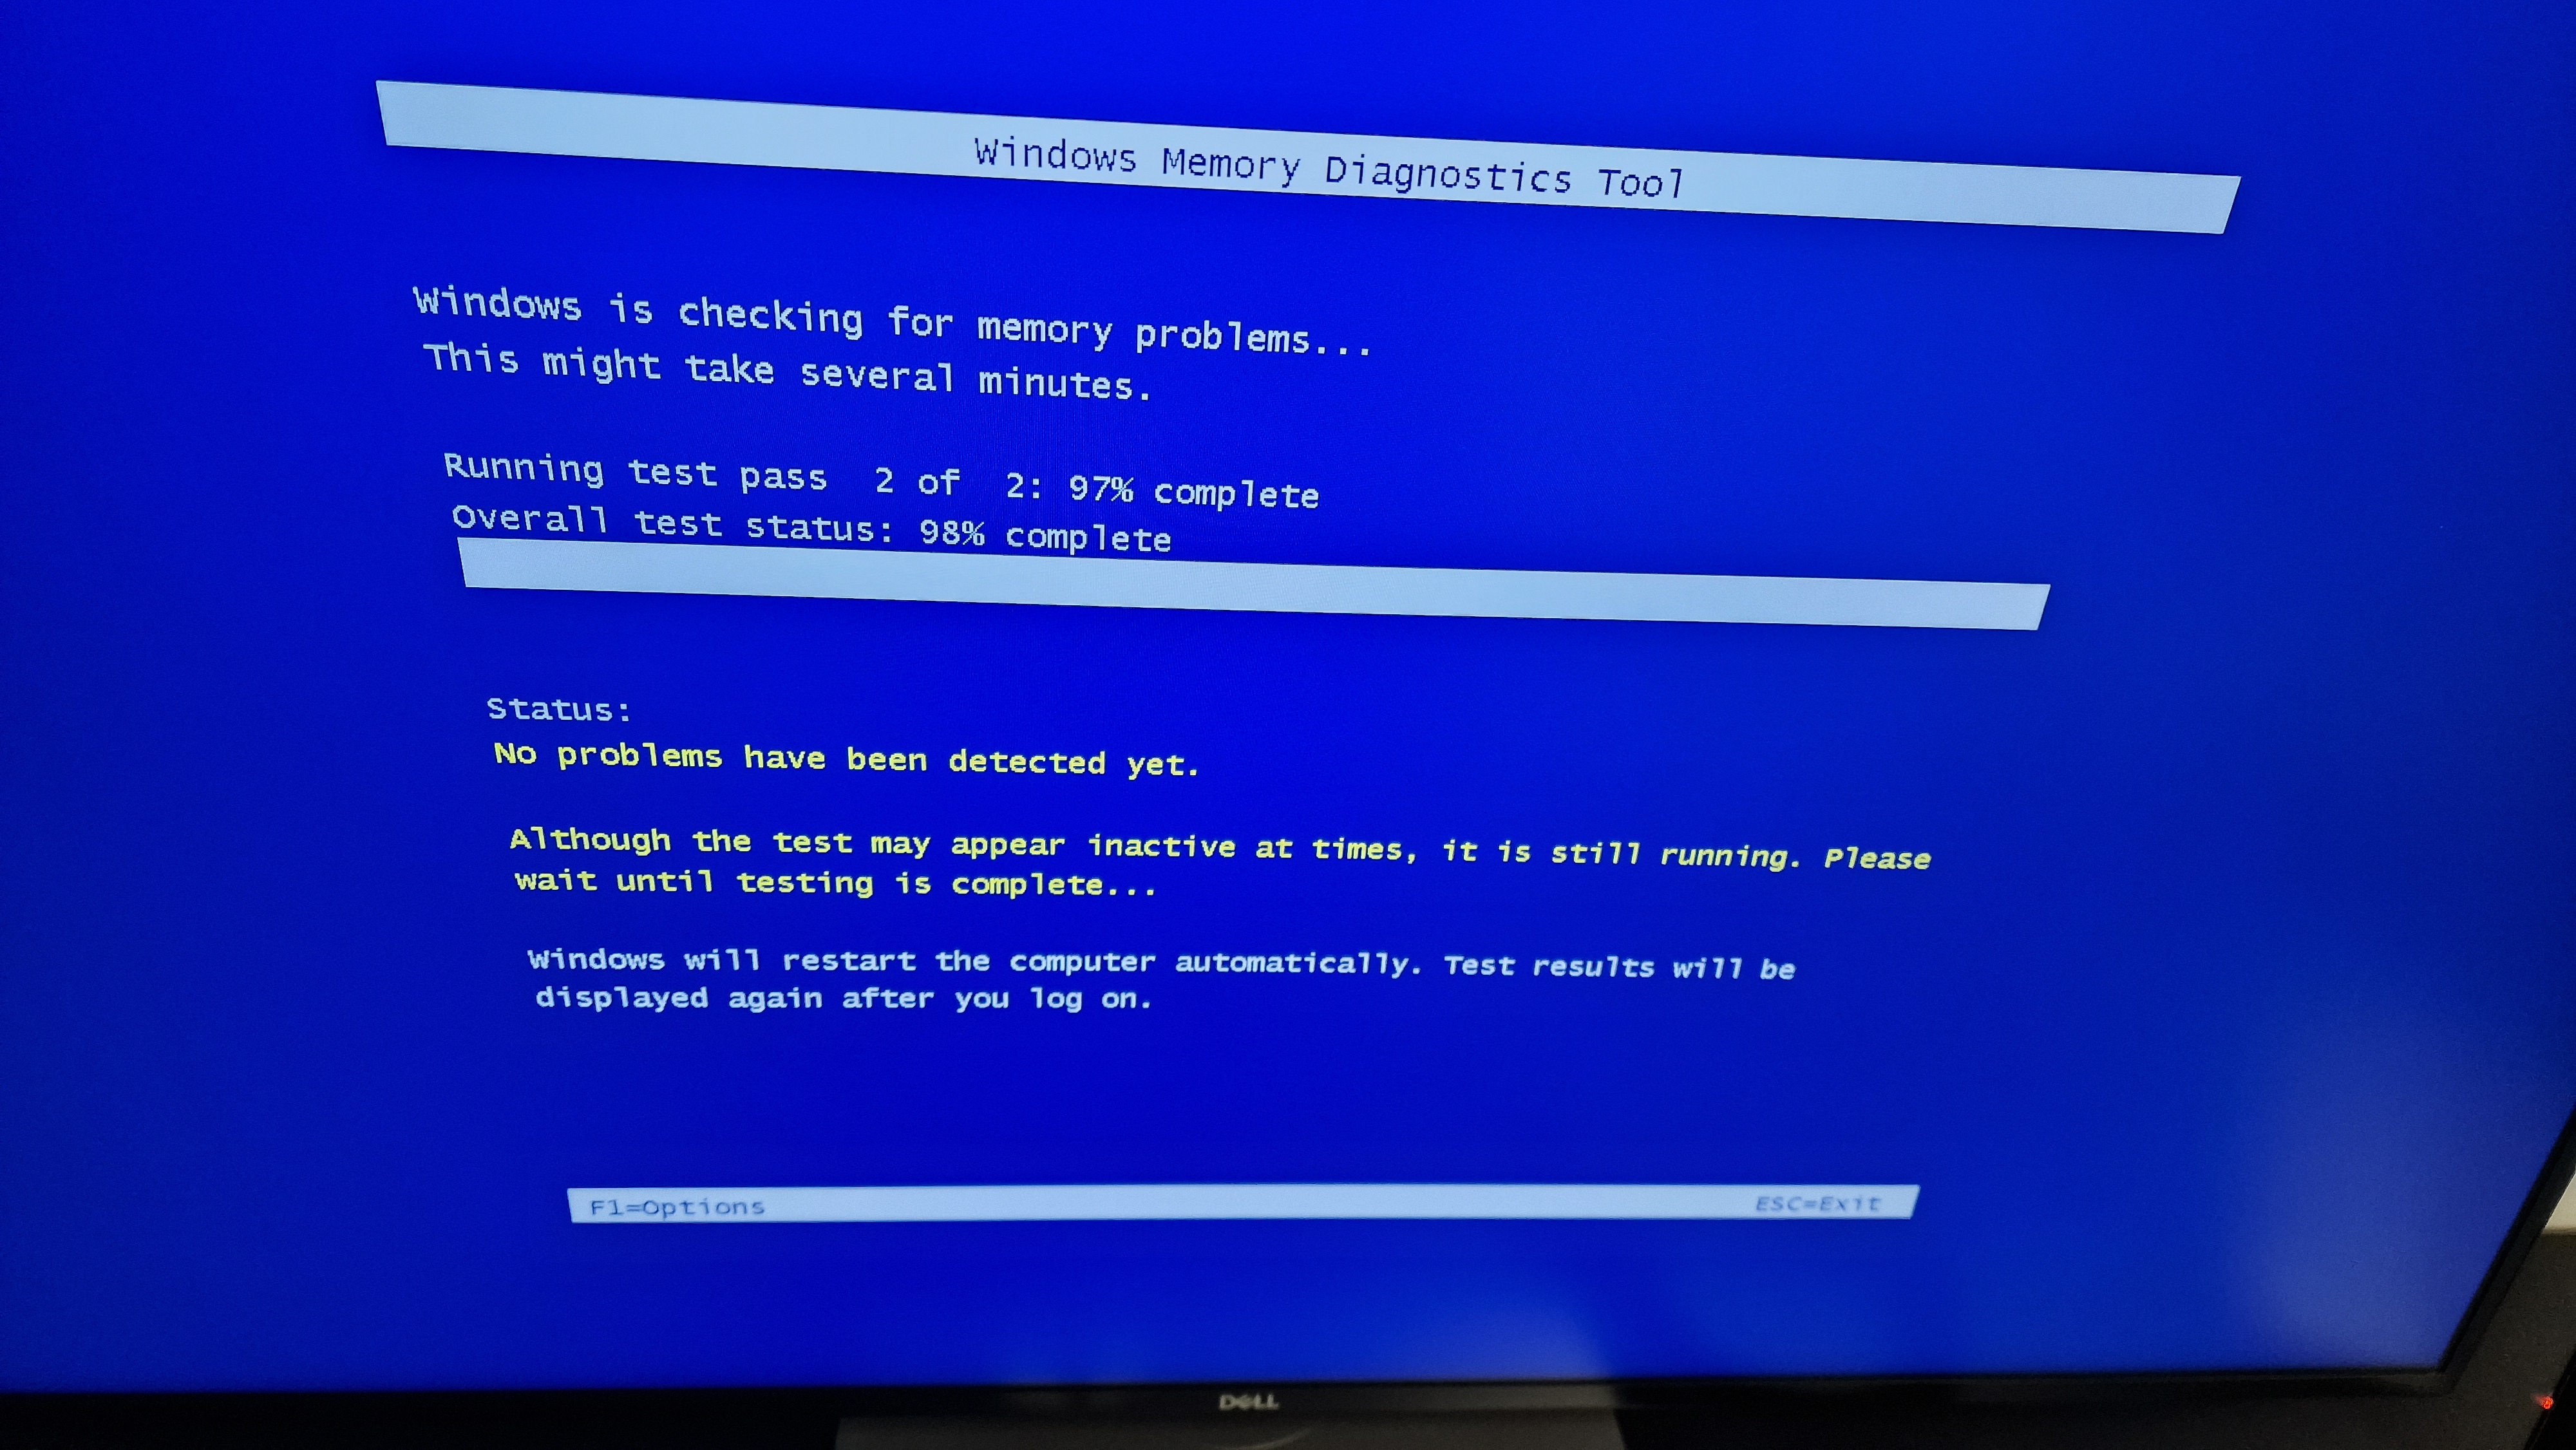 Windows Memory Diagnostics Tool
Windows is checking for memory problems...
This might take several minutes.
Running test pass  2 of  2: 97% complete
Overall test status: 98% complete
Status:
No problems have been detected yet.
Although the test may appear inactive at times, it is still running. Please
wait until testing is complete...
Windows will restart the computer automatically. Test results will be
displayed again after you log on.
F1=Options
ESC=Exit
DELL